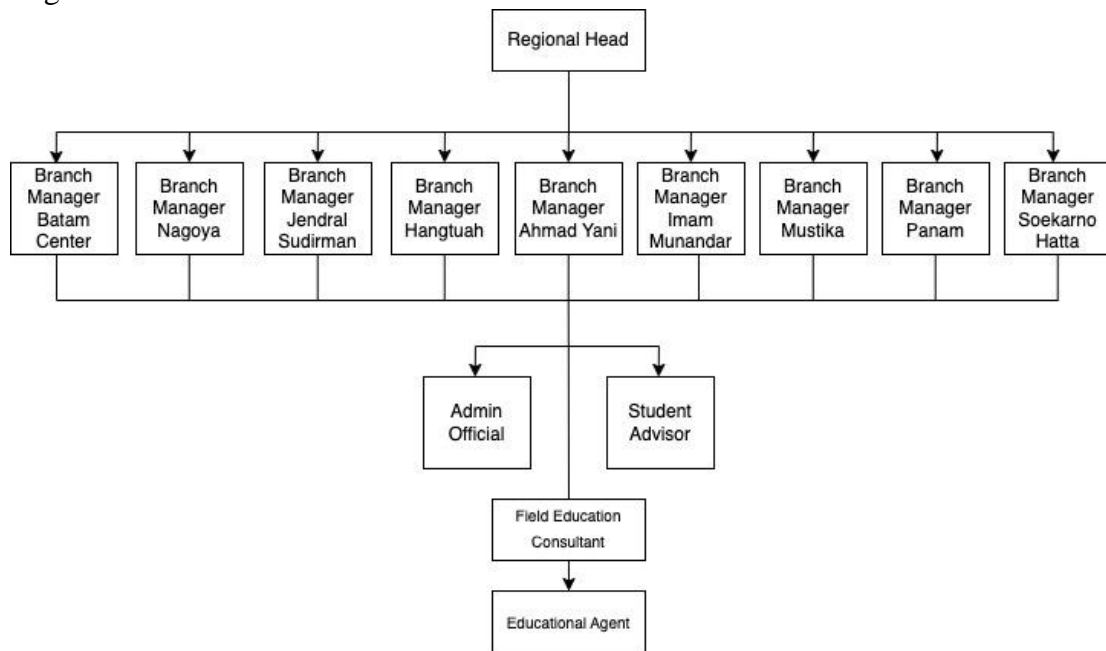 Regional Head
Branch
Manager
Batam
Center
Branch
Manager
Nagoya
Branch
Manager
Jendral
Sudirman
Branch
Manager
Hangtuah
Branch
Manager
Ahmad Yani
Branch
Manager
Imam
Munandar
Branch
Manager
Mustika
Branch
Manager
Panam
Branch
Manager
Soekarno
Hatta
Admin
Official
Student
Advisor
Field Education
Consultant
Educational Agent